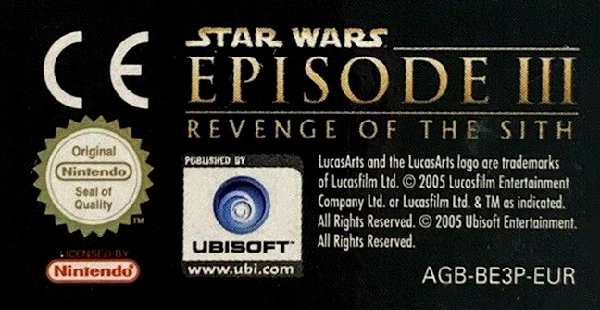 CE
STAR WARS
EPISODE III
REVENGE OF THE SITH
Original
Nintendo
Seal of
Quality
TM
LICENSED BY
Nintendo®
PUBLISHED BY
UBISOFT™
www.ubi.com
LucasArts and the LucasArts logo are trademarks
of Lucasfilm Ltd. © 2005 Lucasfilm Entertainment
Company Ltd. or Lucasfilm Ltd. & TM as indicated.
All Rights Reserved. © 2005 Ubisoft Entertainment.
All Rights Reserved.
AGB-BE3P-EUR